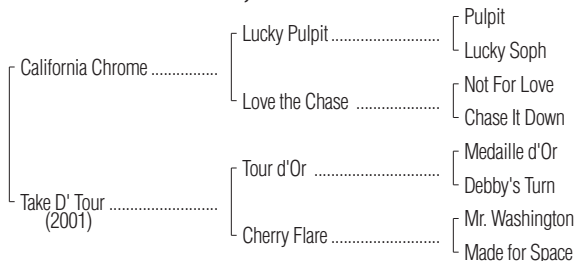 Pulpit
Lucky Pulpit
Lucky Soph
California Chrome
Not For Love
Love the Chase
Chase It Down
Medaille d'Or
Tour d'Or
Debby's Turn
Take D' Tour
(2001)
Mr. Washington
Cherry Flare
Made for Space